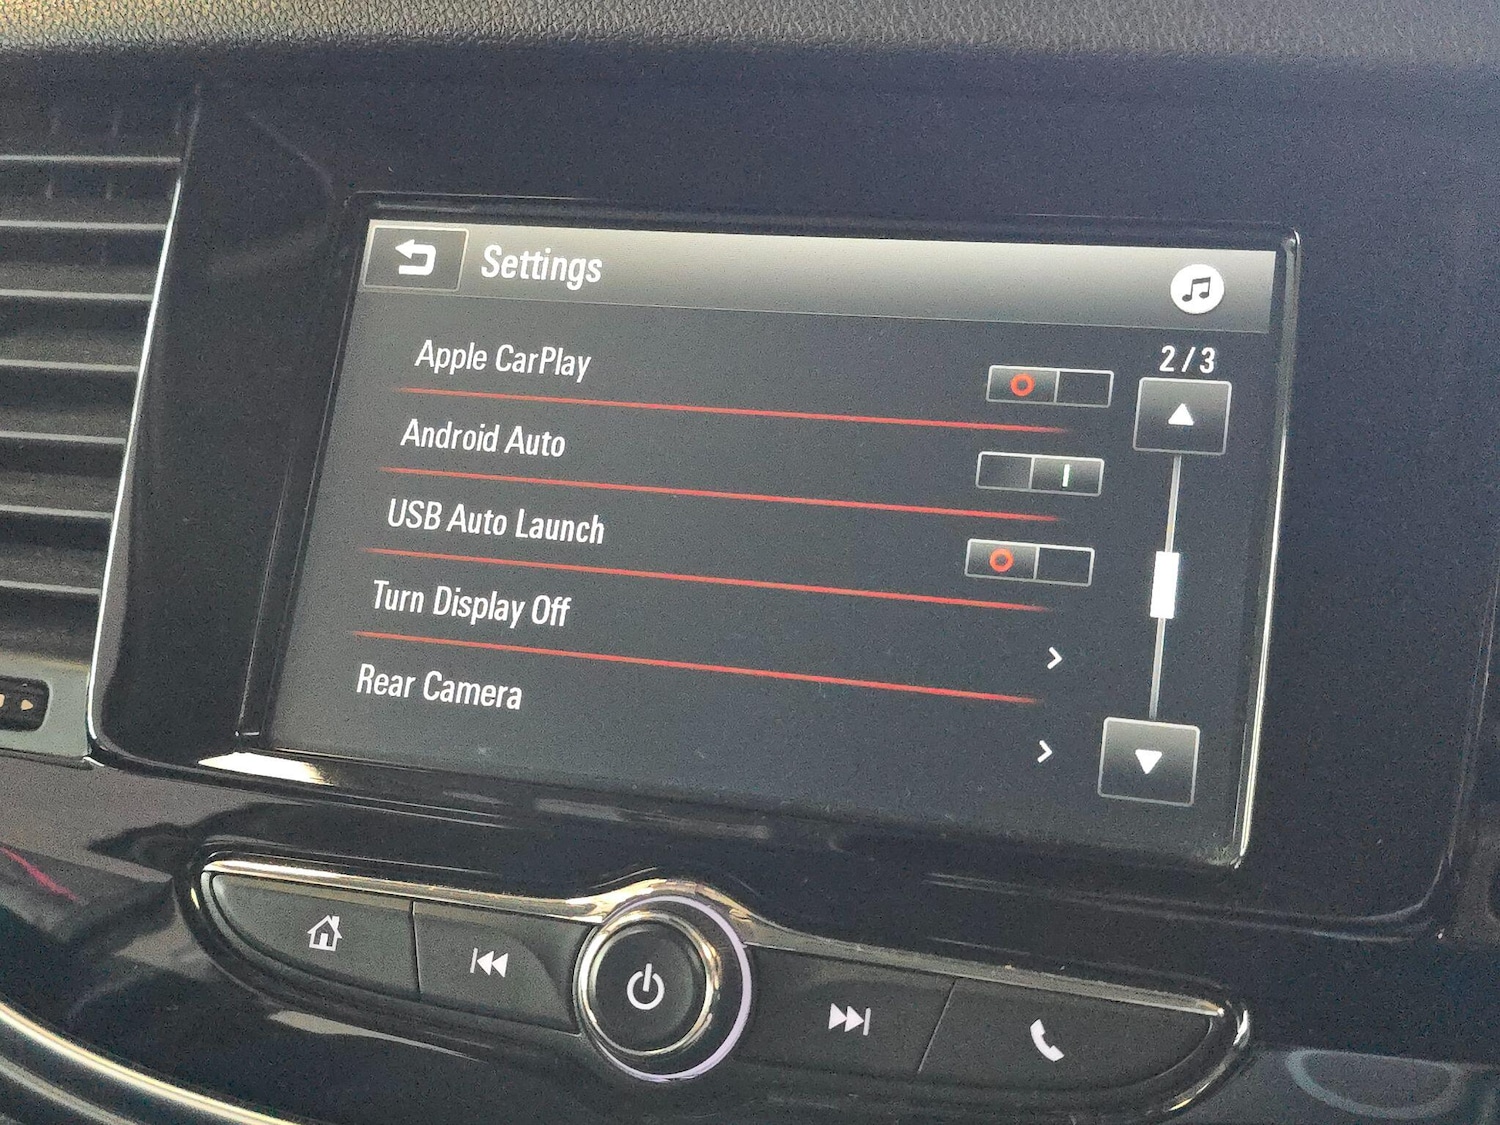 Settings
2/3
Apple CarPlay
Android Auto
USB Auto Launch
Turn Display Off
Rear Camera